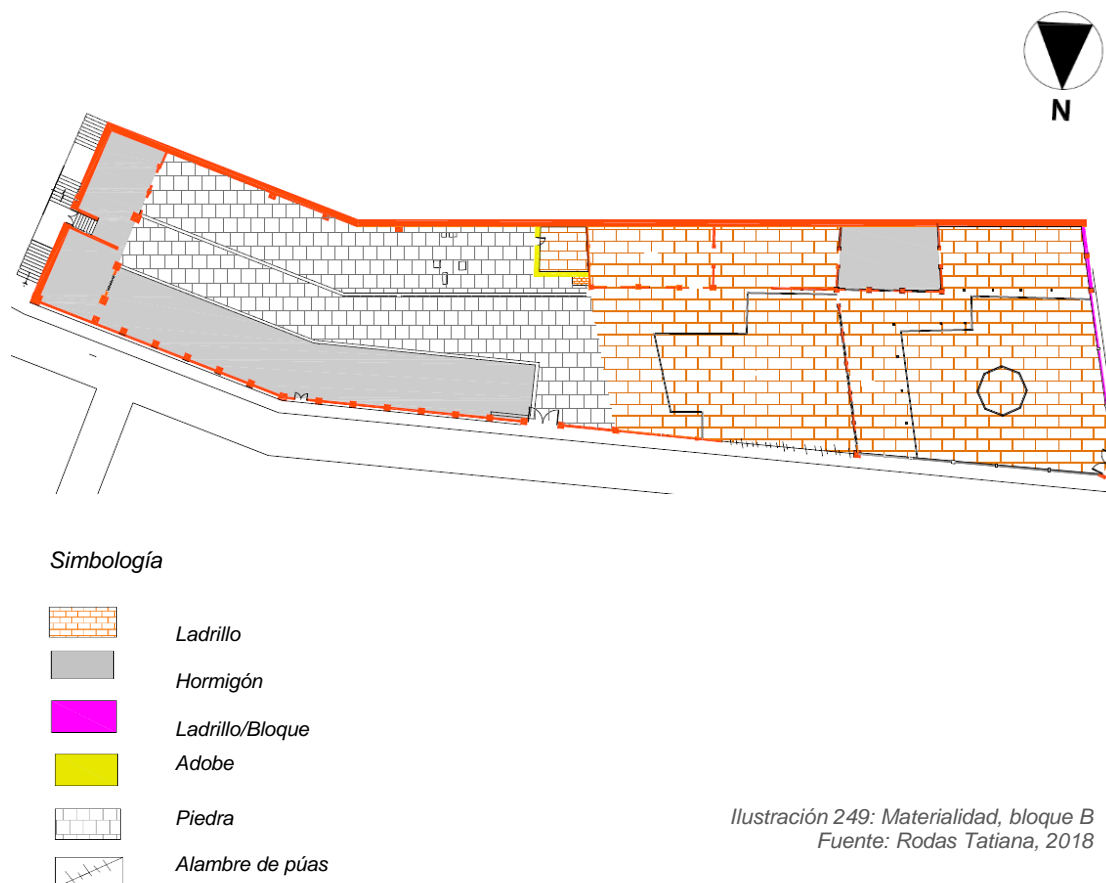 N
Simbología
Ladrillo
Hormigón
Ladrillo/Bloque
Adobe
Piedra
Alambre de púas
Ilustración 249: Materialidad, bloque B
Fuente: Rodas Tatiana, 2018